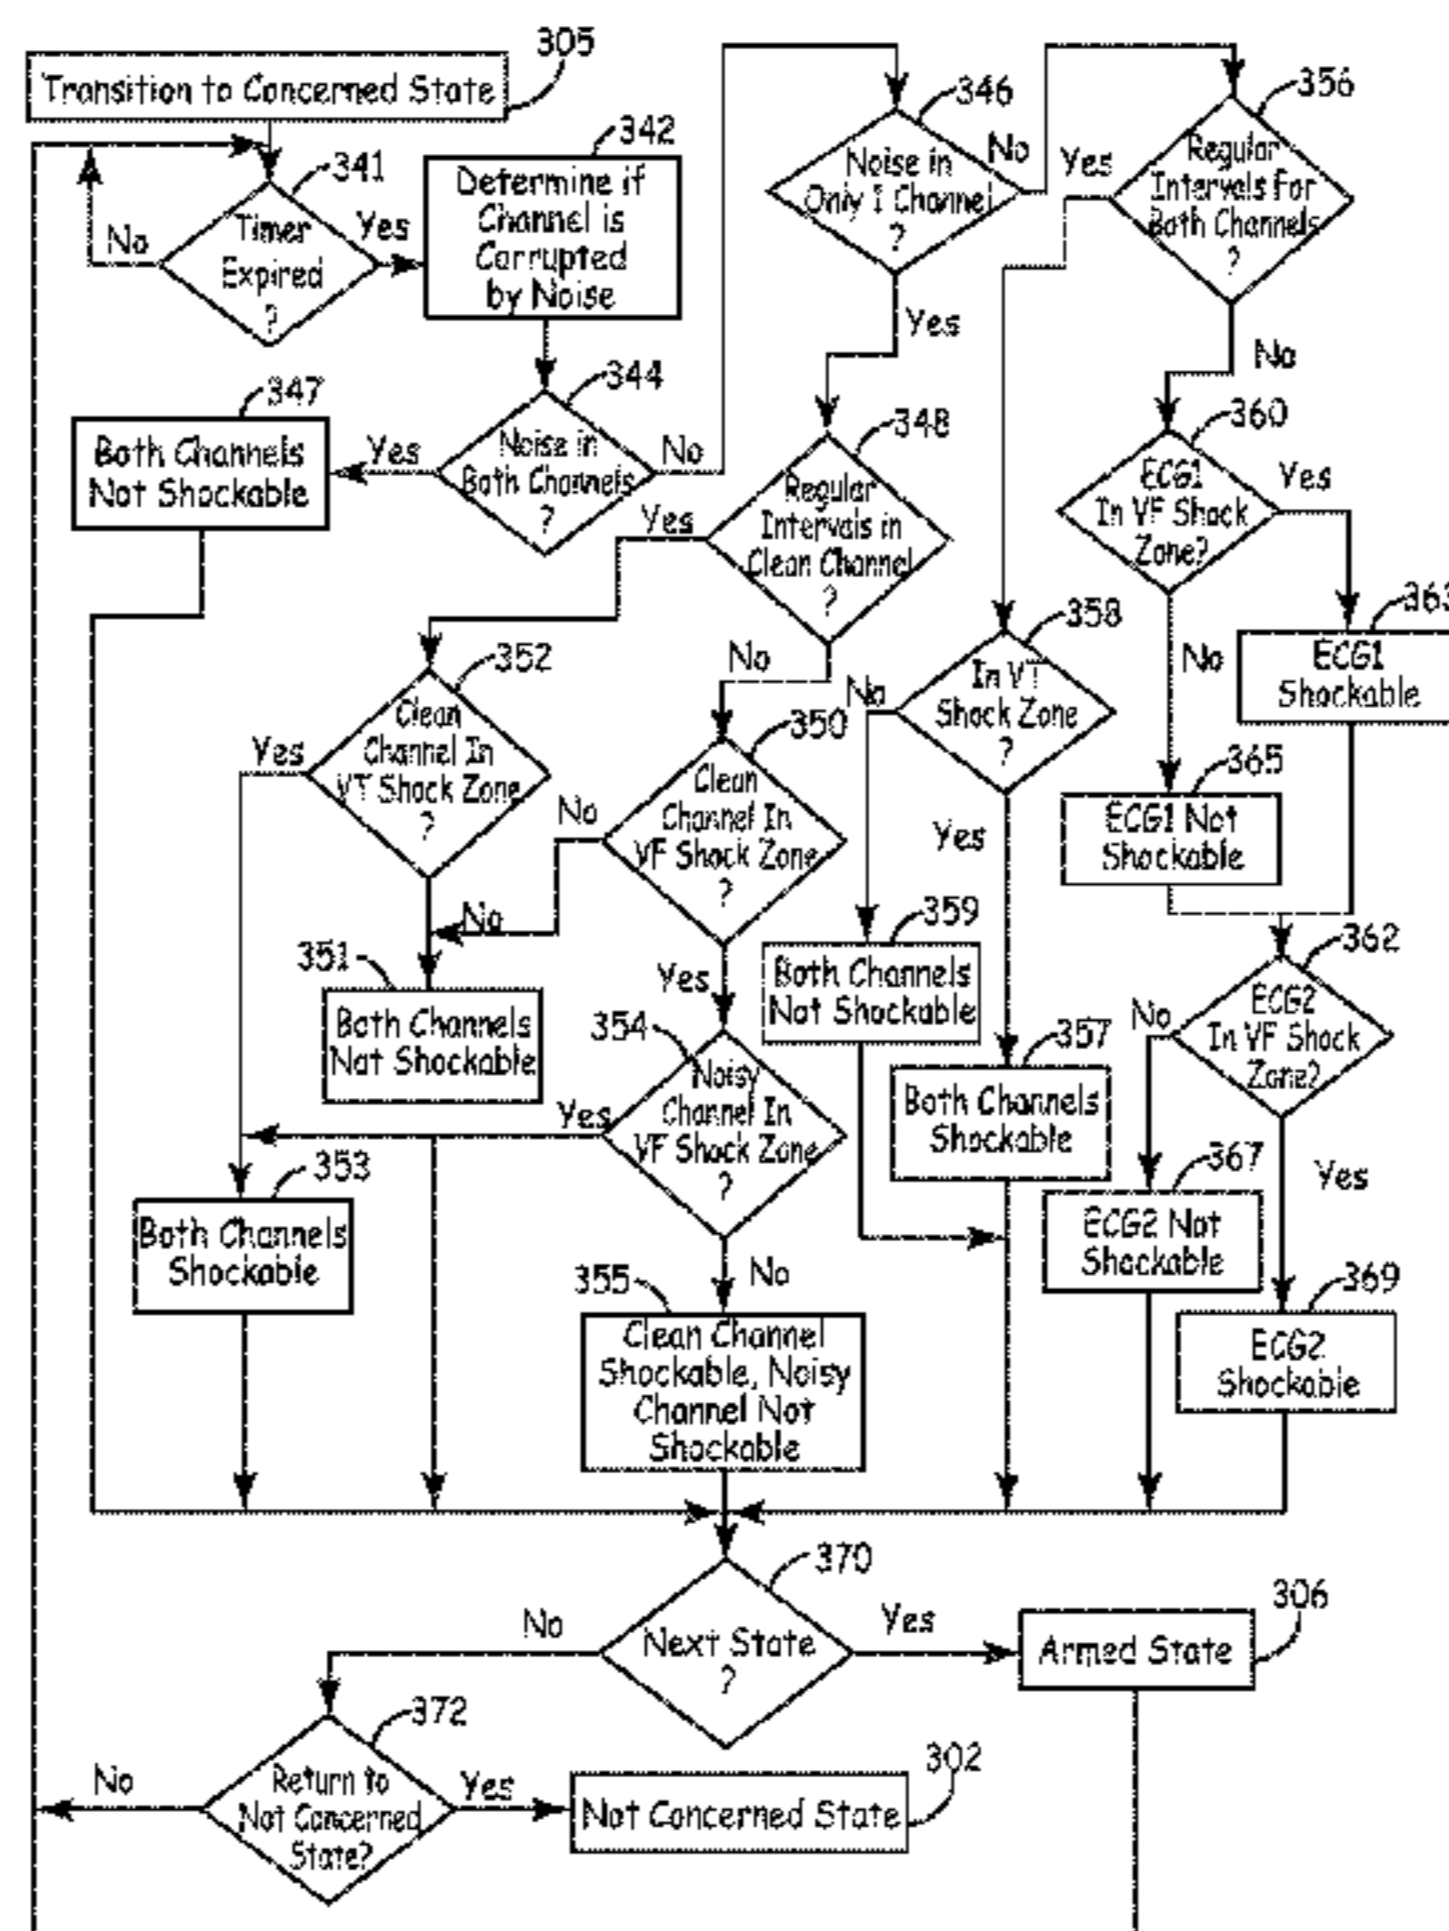 305
Transition to Concerned State
341
Timer
Expired
?
No
Yes
342
Determine if
Channel is
Corrupted
by Noise
344
Noise in
Both Channels
?
Yes
No
347
Both Channels
Not Shockable
346
Noise in
Only 1 Channel
?
No
Yes
356
Regular
Intervals For
Both Channels
?
Yes
No
348
Regular
Intervals in
Clean Channel
?
Yes
No
360
ECG1
In VF Shock
Zone?
Yes
No
363
ECG1
Shockable
365
ECG1 Not
Shockable
352
Clean
Channel In
VT Shock Zone
?
Yes
No
350
Clean
Channel In
VF Shock Zone
?
No
Yes
358
In VT
Shock Zone
?
No
Yes
351
Both Channels
Not Shockable
359
Both Channels
Not Shockable
357
Both Channels
Shockable
362
ECG2
In VF Shock
Zone?
No
Yes
354
Noisy
Channel In
VF Shock Zone
?
Yes
No
353
Both Channels
Shockable
355
Clean Channel
Shockable, Noisy
Channel Not
Shockable
367
ECG2 Not
Shockable
369
ECG2
Shockable
370
Next State
?
No
Yes
306
Armed State
372
Return to
Not Concerned
State?
No
Yes
302
Not Concerned State